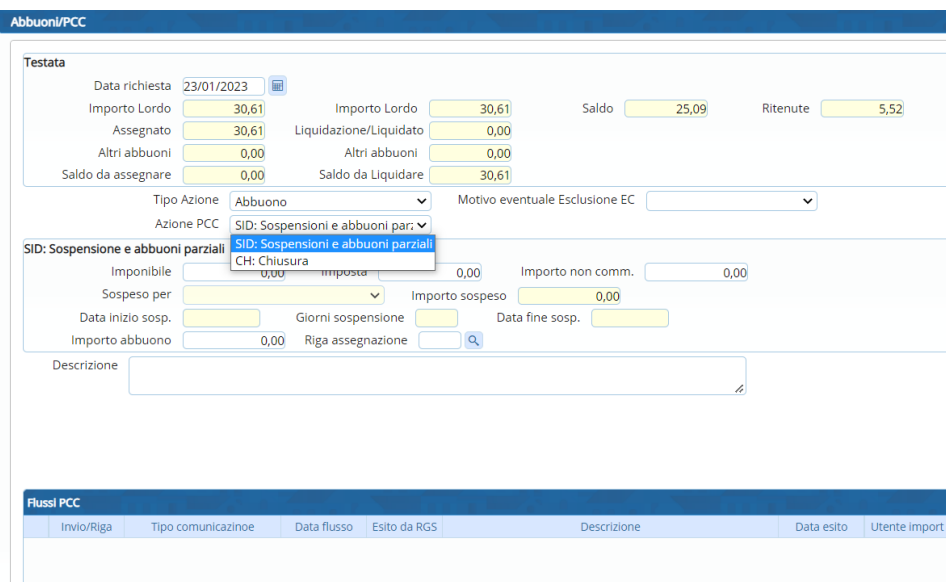 Abbuoni/PCC
Testata
Data richiesta 23/01/2023
Importo Lordo 30,61 Importo Lordo 30,61 Saldo 25,09 Ritenute 5,52
Assegnato 30,61 Liquidazione/Liquidato 0,00
Altri abbuoni 0,00 Altri abbuoni 0,00
Saldo da assegnare 0,00 Saldo da Liquidare 30,61
Tipo Azione Abbuono Motivo eventuale Esclusione EC
Azione PCC SID: Sospensioni e abbuoni parz
SID: Sospensioni e abbuoni parziali
SID: Sospensione e abbuoni parziali
CH: Chiusura
Imponibile 0,00 Imposta 0,00 Importo non comm. 0,00
Sospeso per Importo sospeso 0,00
Data inizio sosp. Giorni sospensione Data fine sosp.
Importo abbuono 0,00 Riga assegnazione
Descrizione
Flussi PCC
Invio/Riga Tipo comunicazinoe Data flusso Esito da RGS Descrizione Data esito Utente import